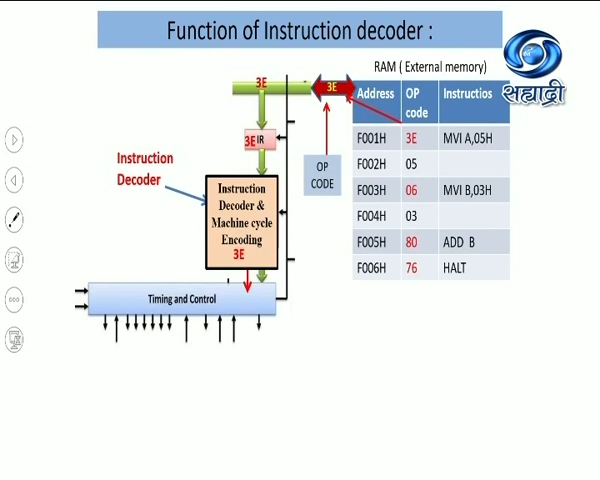 Function of Instruction decoder :
RAM ( External memory)
सह्याद्री
3E
3E
Address OP code Instructios
F001H 3E MVI A,05H
F002H 05
F003H 06 MVI B,03H
F004H 03
F005H 80 ADD B
F006H 76 HALT
3E IR
OP
CODE
Instruction
Decoder
Instruction
Decoder &
Machine cycle
Encoding
3E
Timing and Control